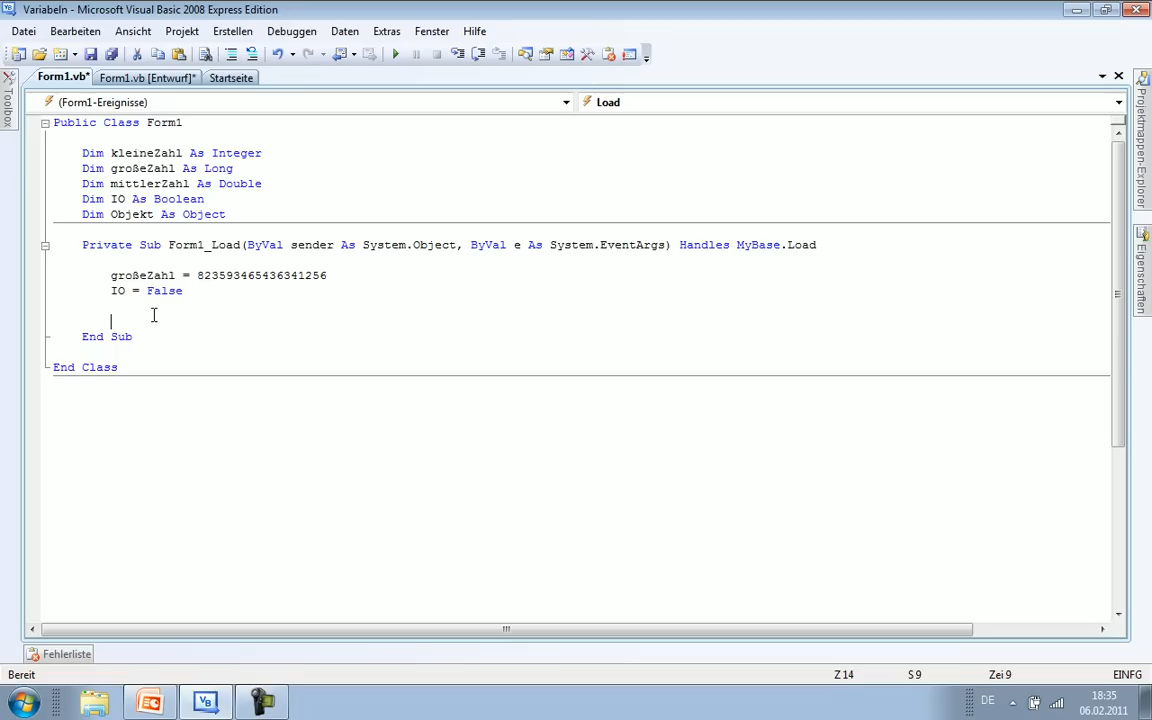 Variabeln - Microsoft Visual Basic 2008 Express Edition
Datei Bearbeiten Ansicht Projekt Erstellen Debuggen Daten Extras Fenster Hilfe
Form1.vb* Form1.vb [Entwurf]* Startseite
Toolbox
(Form1-Ereignisse) Load
Public Class Form1
Dim kleineZahl As Integer
Dim großeZahl As Long
Dim mittlerZahl As Double
Dim IO As Boolean
Dim Objekt As Object
Private Sub Form1_Load(ByVal sender As System.Object, ByVal e As System.EventArgs) Handles MyBase.Load
großeZahl = 823593465436341256
IO = False
End Sub
End Class
Projektmappen-Explorer
Eigenschaften
Fehlerliste
Bereit Z 14 S 9 Zei 9 EINFG
DE 18:35
06.02.2011